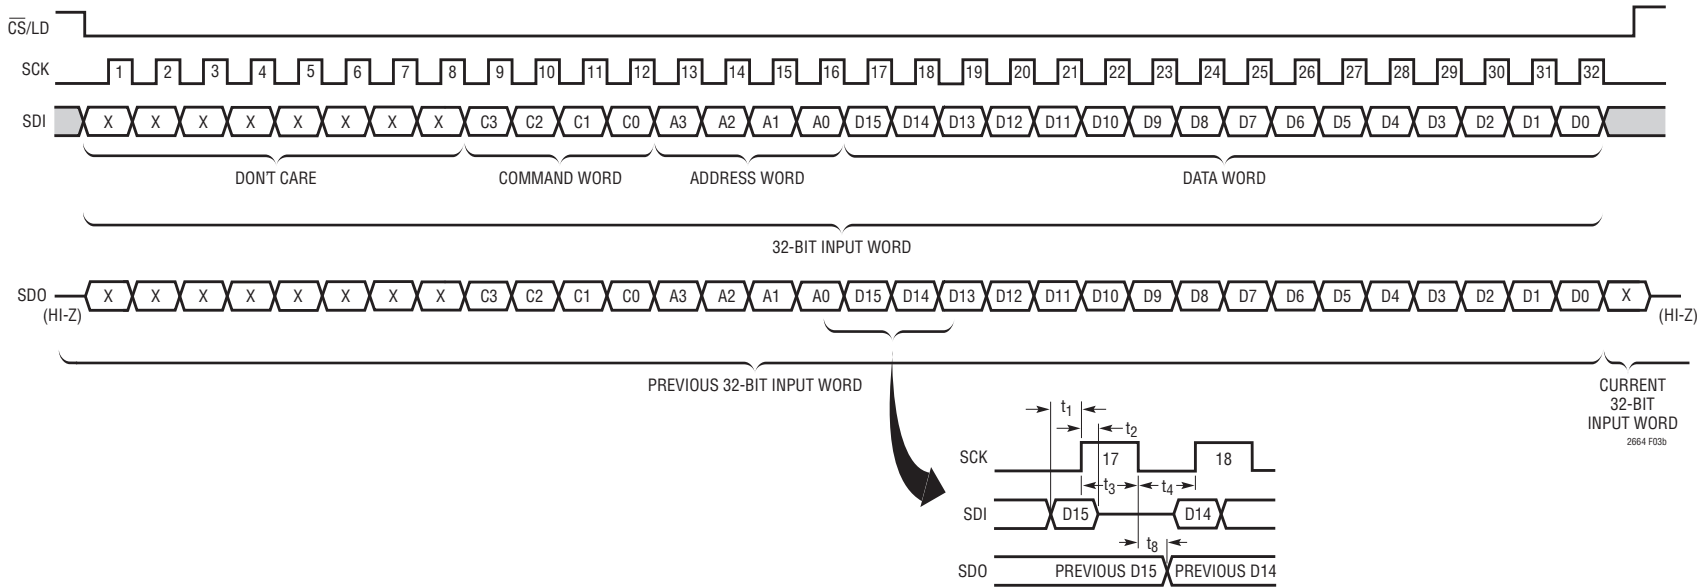 CS/LD
SCK 1 2 3 4 5 6 7 8 9 10 11 12 13 14 15 16 17 18 19 20 21 22 23 24 25 26 27 28 29 30 31 32
SDI X X X X X X X X C3 C2 C1 C0 A3 A2 A1 A0 D15 D14 D13 D12 D11 D10 D9 D8 D7 D6 D5 D4 D3 D2 D1 D0
DON'T CARE COMMAND WORD ADDRESS WORD DATA WORD
32-BIT INPUT WORD
SDO X X X X X X X X C3 C2 C1 C0 A3 A2 A1 A0 D15 D14 D13 D12 D11 D10 D9 D8 D7 D6 D5 D4 D3 D2 D1 D0 X
(HI-Z) (HI-Z)
PREVIOUS 32-BIT INPUT WORD
CURRENT
32-BIT
INPUT WORD
2664 F03b
t1
t2
SCK 17 18
t3 t4
SDI D15 D14
t8
SDO PREVIOUS D15 PREVIOUS D14